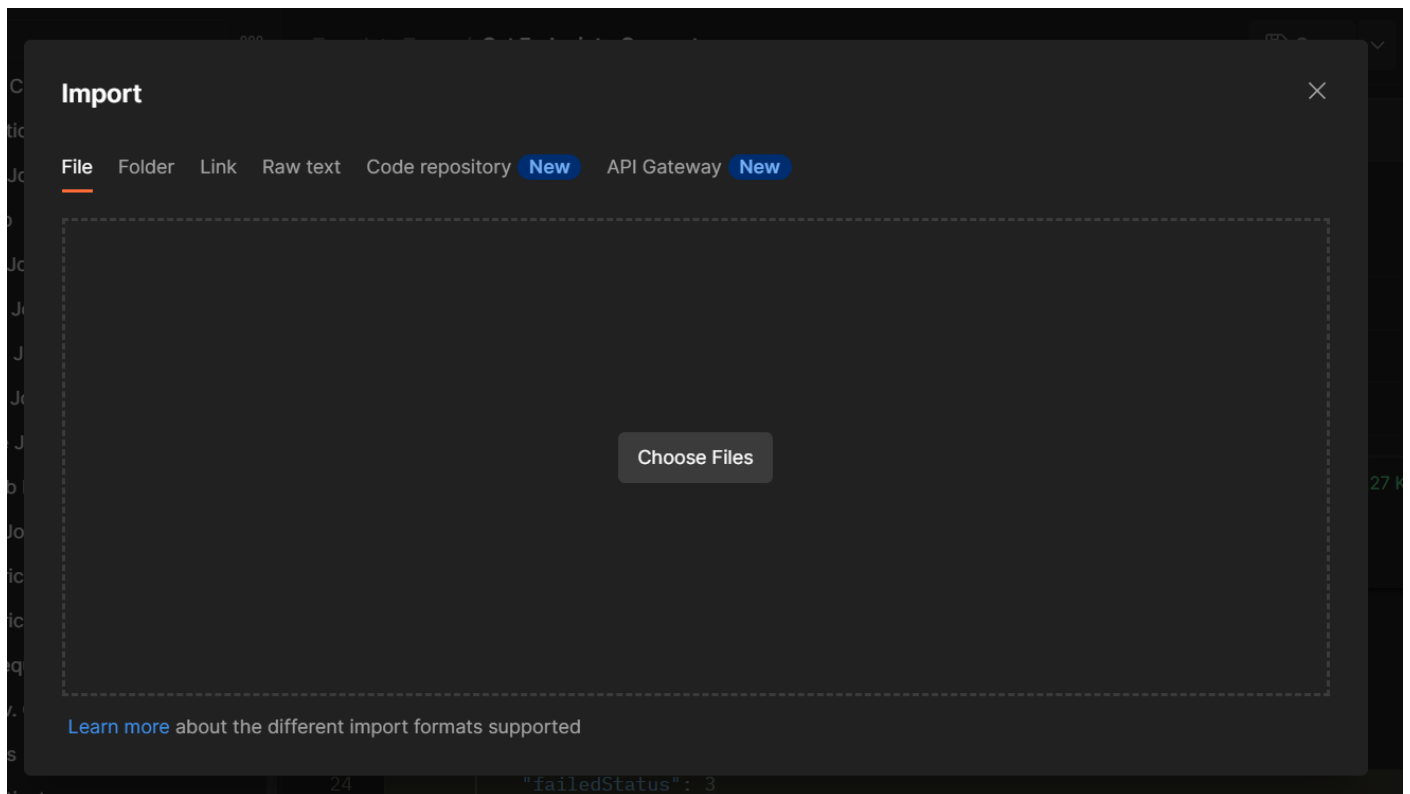 Import
File Folder Link Raw text Code repository New API Gateway New
Choose Files
27 K
Learn more about the different import formats supported
24 "failedStatus": 3